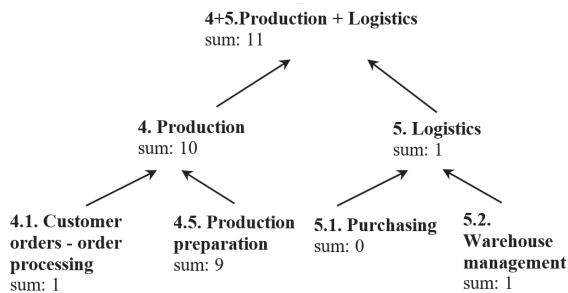 4+5.Production + Logistics
sum: 11
4. Production
sum: 10
5. Logistics
sum: 1
4.1. Customer
orders - order
processing
sum: 1
4.5. Production
preparation
sum: 9
5.1. Purchasing
sum: 0
5.2.
Warehouse
management
sum: 1